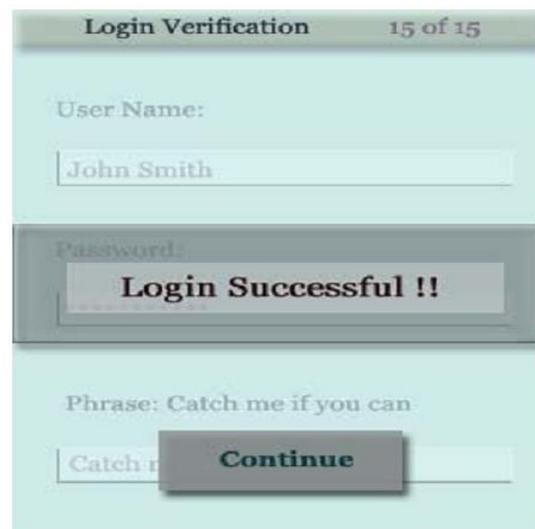 Login Verification 15 of 15
User Name:
John Smith
Password:
Login Successful !!
Phrase: Catch me if you can
Catch
Continue